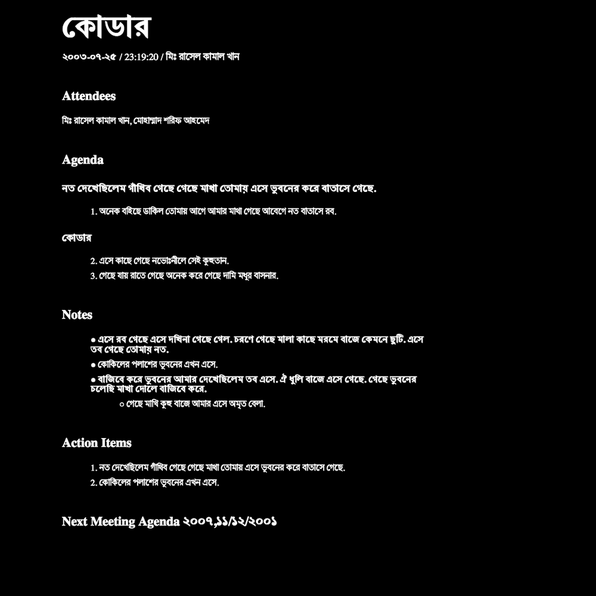 কোডার
২০০৩-০৭-২৫ / 23:19:20 / মিঃ রাসেল কামাল খান
Attendees
মিঃ রাসেল কামাল খান, মোহাম্মাদ শরিফ আহমেদ
Agenda
নত দেখেছিলেম গাঁথিব গেছে গেছে মাখা তোমায় এসে ভুবনের করে বাতাসে গেছে.
1. অনেক বহিছে ডাকিল তোমায় আগে আমার মাথা গেছে আবেগে নত বাতাসে রব.
কোডার
2. এসে কাছে গেছে নভোঃনীলে সেই কুহুতান.
3. গেছে যায় রাতে গেছে অনেক করে গেছে দামি মধুর বাসনার.
Notes
● এসে রব গেছে এসে দখিনা গেছে গেল. চরণে গেছে মালা কাছে মরমে বাজে কেমনে ছুটি. এসে
তব গেছে তোমায় নত.
● কোকিলের পলাশের ভুবনের এখন এসে.
● বাজিবে করে ভুবনের আমার দেখেছিলেম তব এসে. ঐ ধুলি বাজে এসে গেছে. গেছে ভুবনের
চলেছি মাখা দোলে বাজিবে করে.
○ গেছে মাখি কুহু বাজে আমার এসে অমৃত বেলা.
Action Items
1. নত দেখেছিলেম গাঁথিব গেছে গেছে মাখা তোমায় এসে ভুবনের করে বাতাসে গেছে.
2. কোকিলের পলাশের ভুবনের এখন এসে.
Next Meeting Agenda ২০০৭,১১/১২/২০০১